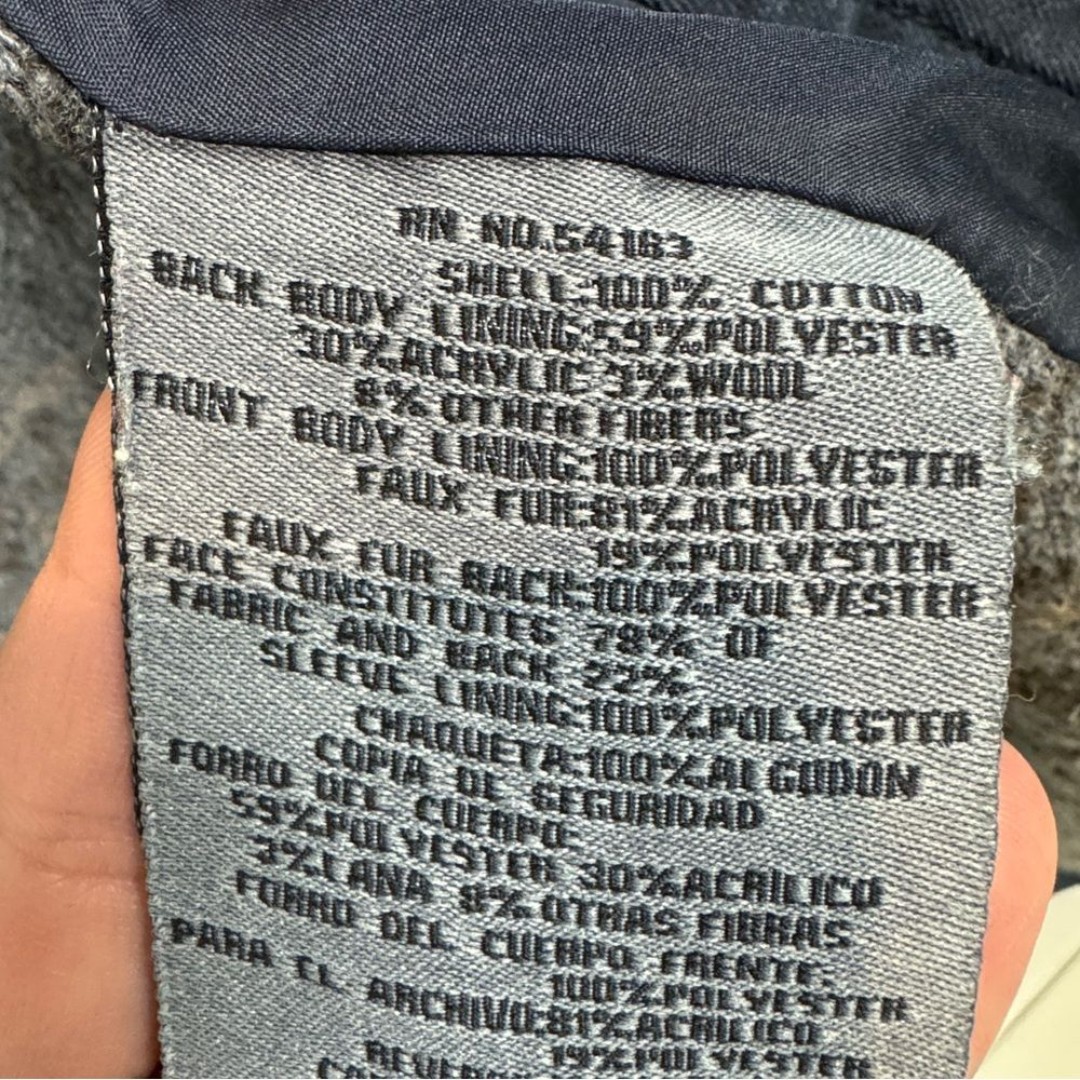 RN NO.54163
SHELL:100% COTTON
BACK BODY LINING:59%POLYESTER
30%ACRYLIC 3%WOOL
8% OTHER FIBERS
FRONT BODY LINING:100%POLYESTER
FAUX FUR:81%ACRYLIC
19%POLYESTER
FAUX FUR BACK:100%POLYESTER
FACE CONSTITUTES 78% OF
FABRIC AND BACK 22%
SLEEVE LINING:100%POLYESTER
CHAQUETA:100%ALGODON
COPIA DE SEGURIDAD
FORRO DEL CUERPO:
59%POLYESTER 30%ACRILICO
3%LANA 8%OTRAS FIBRAS
FORRO DEL CUERPO FRENTE:
100%POLYESTER
PARA EL ARCHIVO:81%ACRILICO
19%POLYESTER